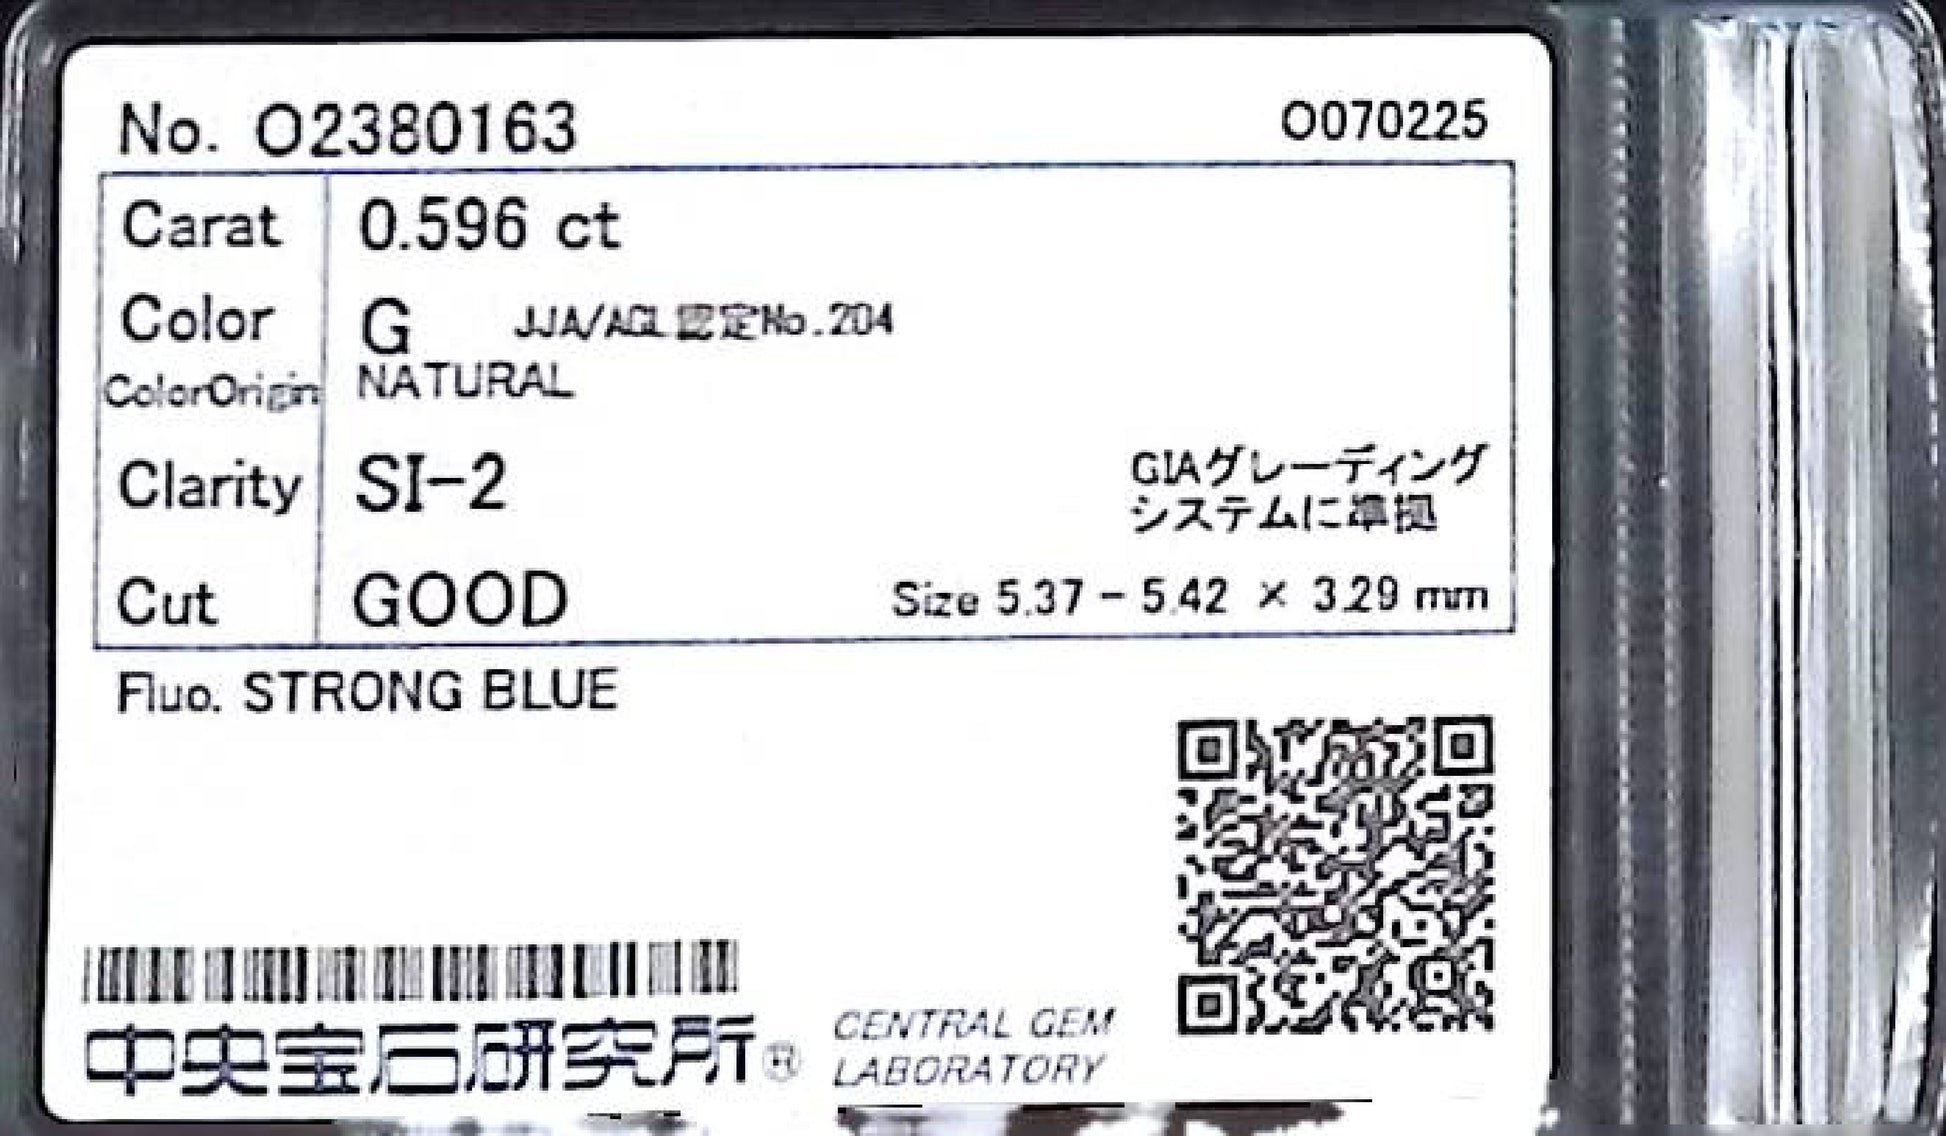 No. O2380163
O070225
Carat 0.596 ct
Color G JJA/AGL認定No.204
ColorOrigin NATURAL
Clarity SI-2
GIAグレーディング
システムに準拠
Cut GOOD Size 5.37 - 5.42 × 3.29 mm
Fluo. STRONG BLUE
中央宝石研究所®
CENTRAL GEM
LABORATORY